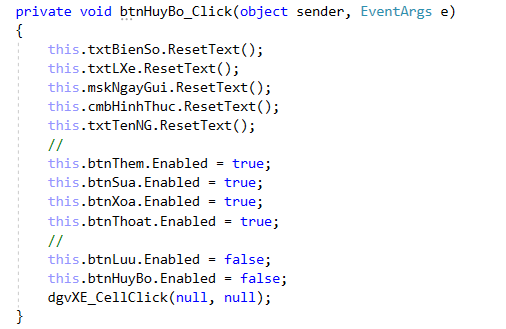 private void btnHuyBo_Click(object sender, EventArgs e)
{
    this.txtBienSo.ResetText();
    this.txtLXe.ResetText();
    this.mskNgayGui.ResetText();
    this.cmbHinhThuc.ResetText();
    this.txtTenNG.ResetText();
    //
    this.btnThem.Enabled = true;
    this.btnSua.Enabled = true;
    this.btnXoa.Enabled = true;
    this.btnThoat.Enabled = true;
    //
    this.btnLuu.Enabled = false;
    this.btnHuyBo.Enabled = false;
    dgvXE_CellClick(null, null);
}